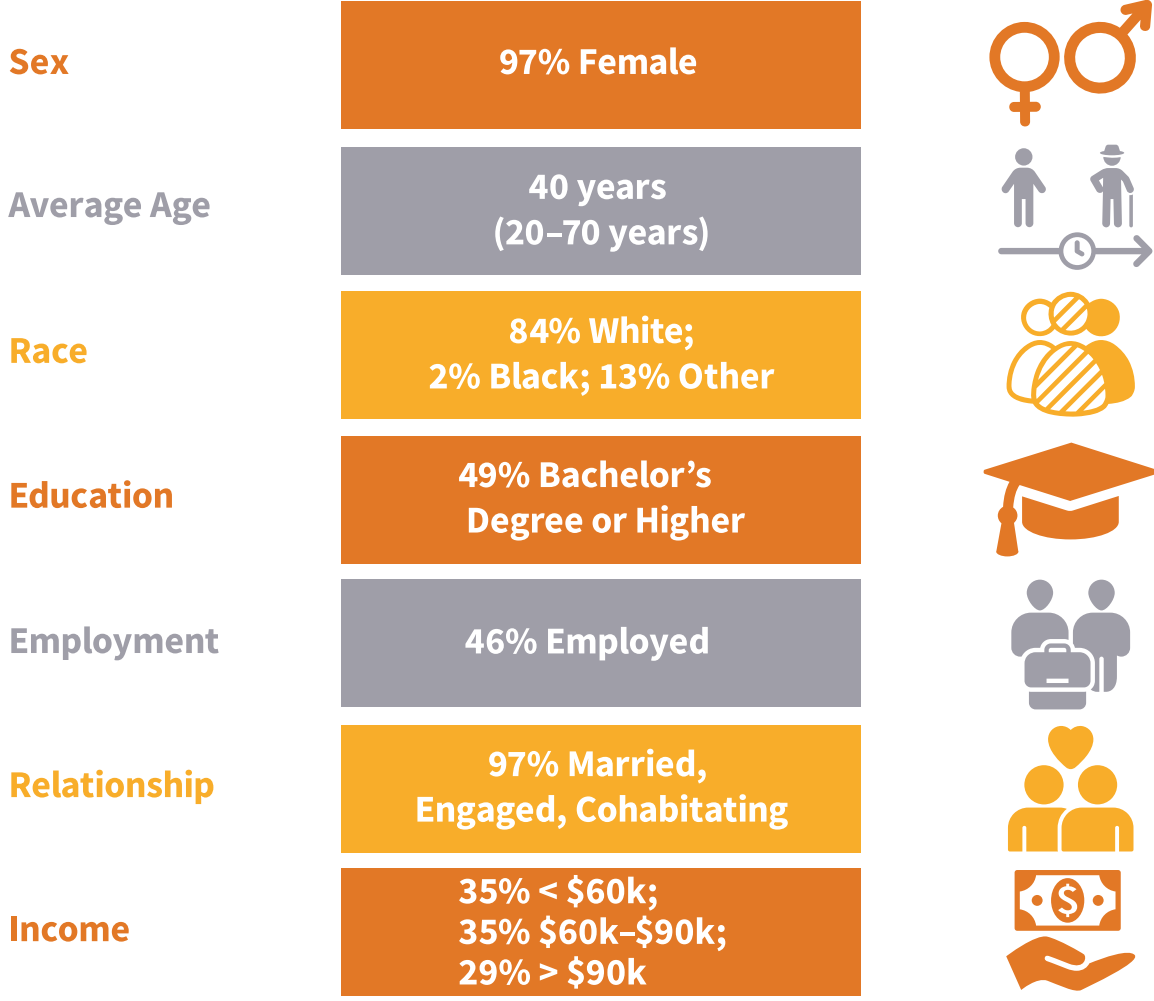 Sex
97% Female
Average Age
40 years
(20–70 years)
Race
84% White;
2% Black; 13% Other
Education
49% Bachelor’s
Degree or Higher
Employment
46% Employed
Relationship
97% Married,
Engaged, Cohabitating
Income
35% < $60k;
35% $60k–$90k;
29% > $90k
$